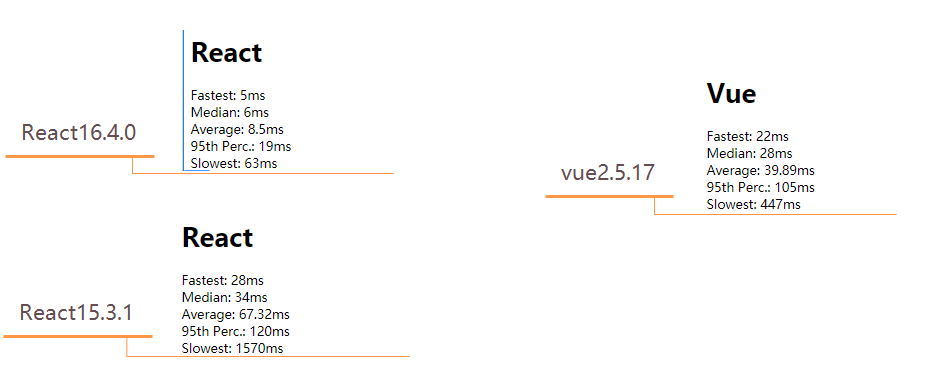 React16.4.0
React
Fastest: 5ms
Median: 6ms
Average: 8.5ms
95th Perc.: 19ms
Slowest: 63ms
React15.3.1
React
Fastest: 28ms
Median: 34ms
Average: 67.32ms
95th Perc.: 120ms
Slowest: 1570ms
vue2.5.17
Vue
Fastest: 22ms
Median: 28ms
Average: 39.89ms
95th Perc.: 105ms
Slowest: 447ms